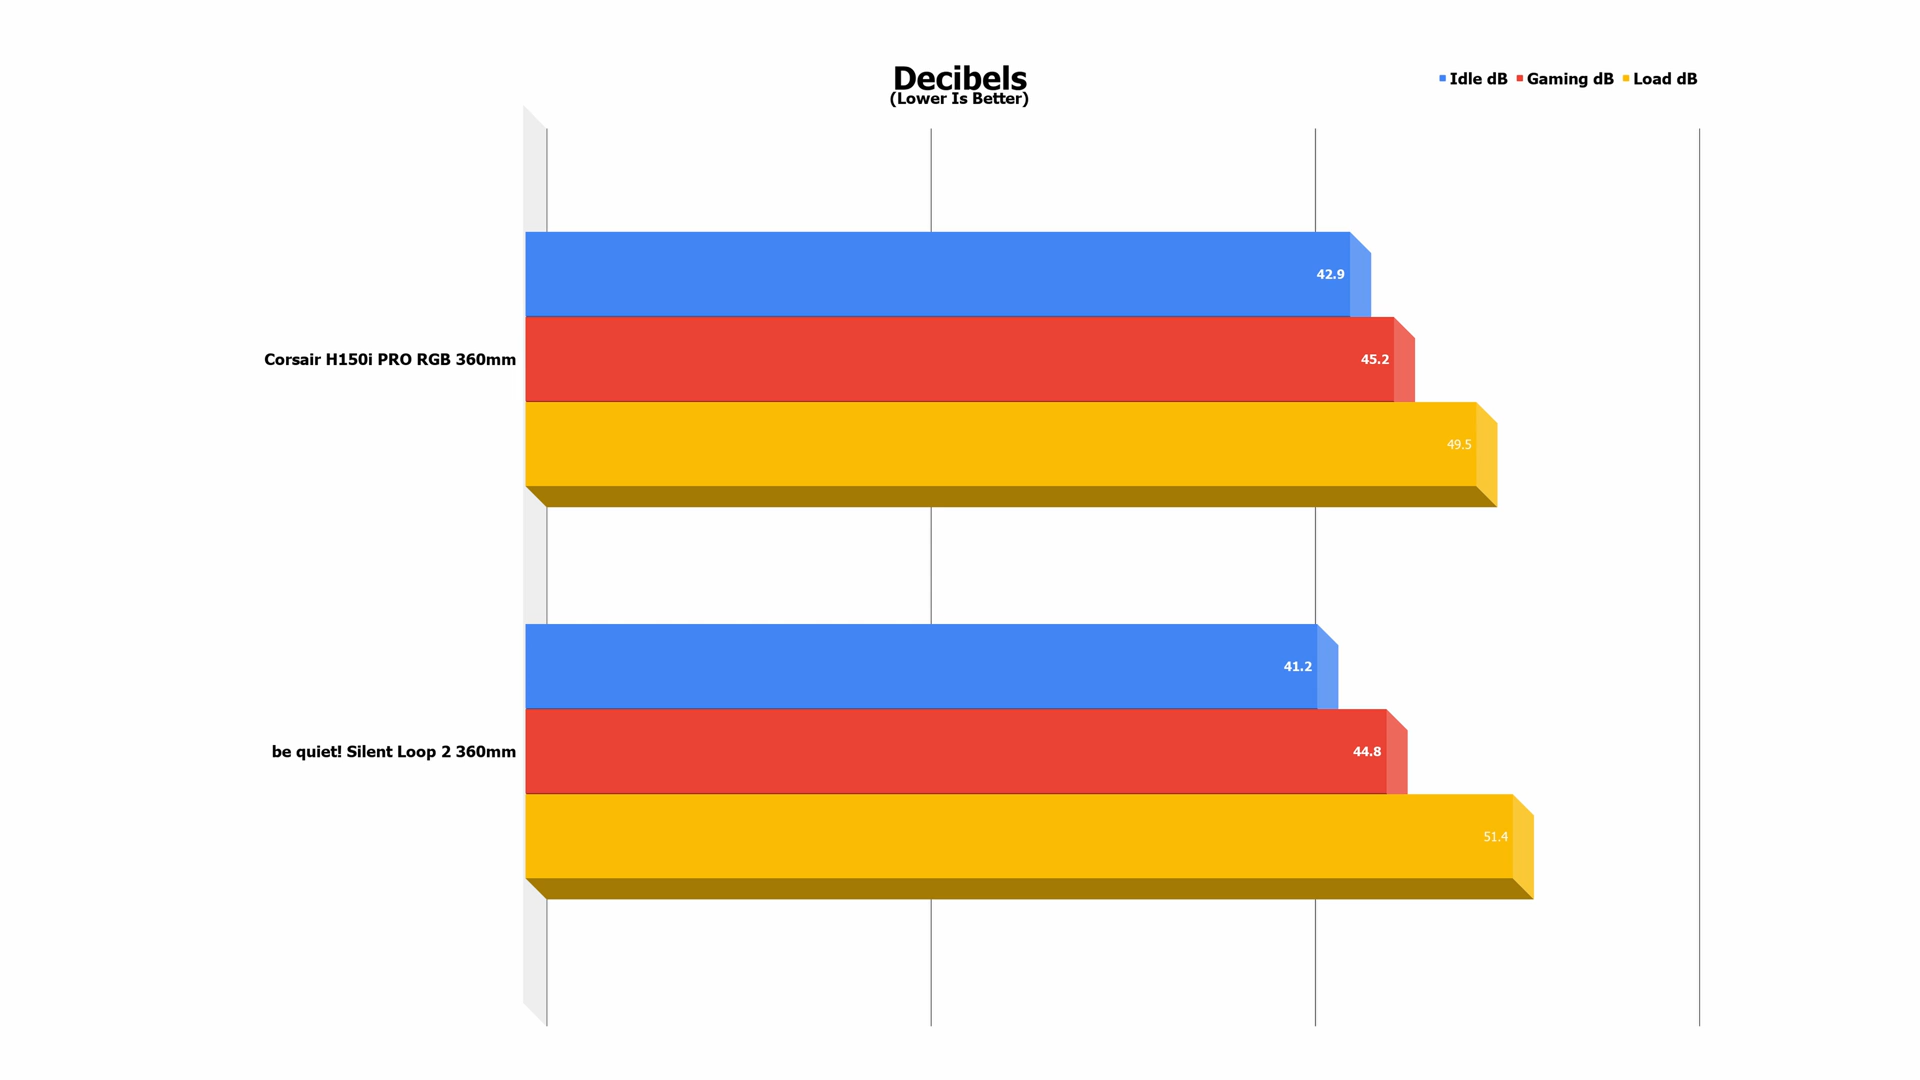 Decibels
(Lower Is Better)
Idle dB Gaming dB Load dB
42.9
Corsair H150i PRO RGB 360mm 45.2
49.5
41.2
be quiet! Silent Loop 2 360mm 44.8
51.4